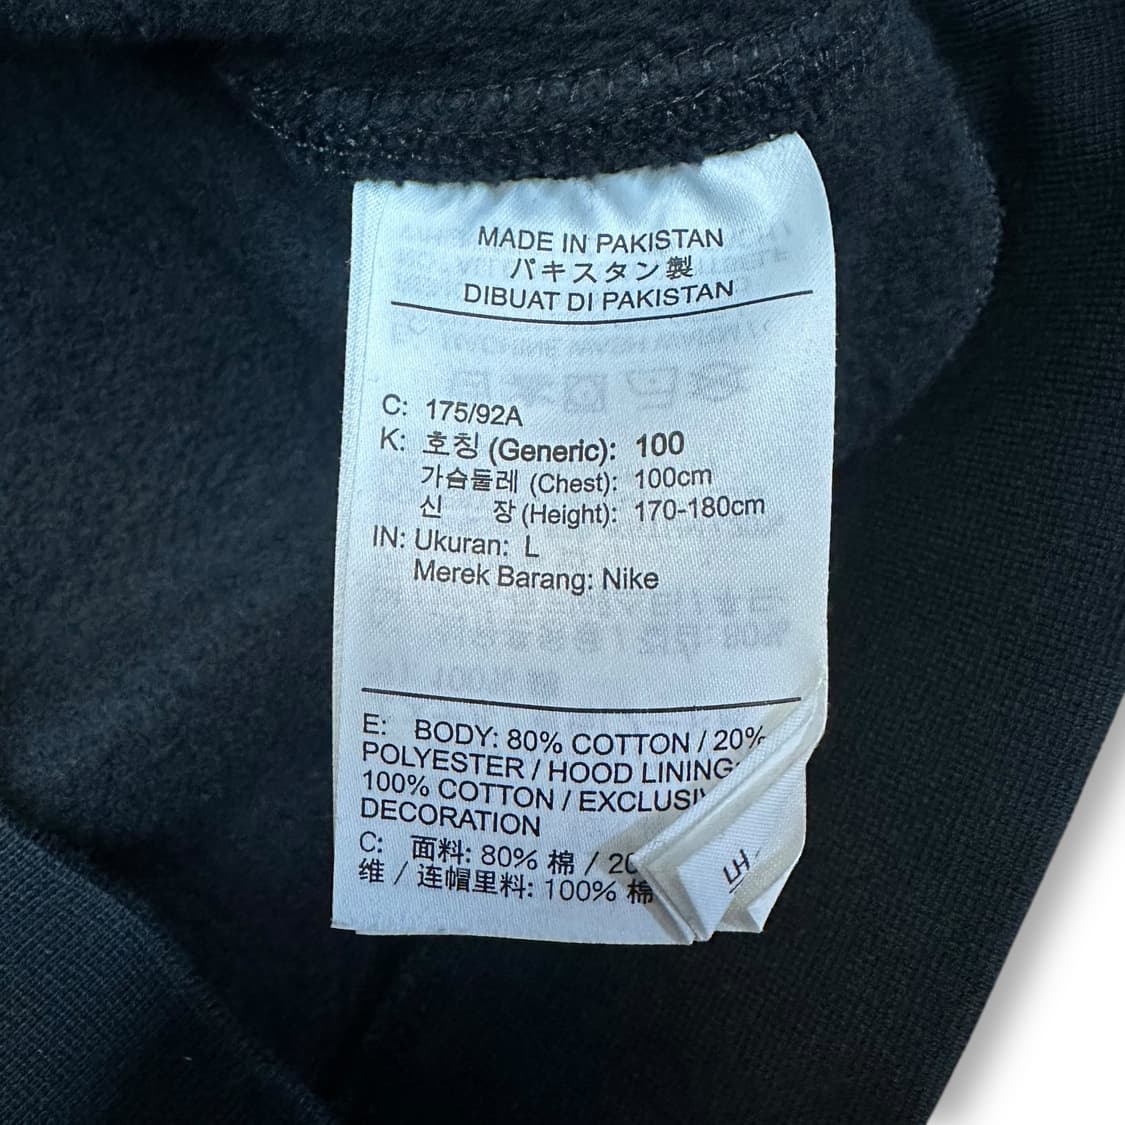 MADE IN PAKISTAN
パキスタン製
DIBUAT DI PAKISTAN
C: 175/92A
K: 호칭 (Generic): 100
가슴둘레 (Chest): 100cm
신 장 (Height): 170-180cm
IN: Ukuran: L
Merek Barang: Nike
E: BODY: 80% COTTON / 20%
POLYESTER / HOOD LINING:
100% COTTON / EXCLUSIV
DECORATION
C: 面料: 80% 棉 / 20
维 / 连帽里料: 100% 棉
LH